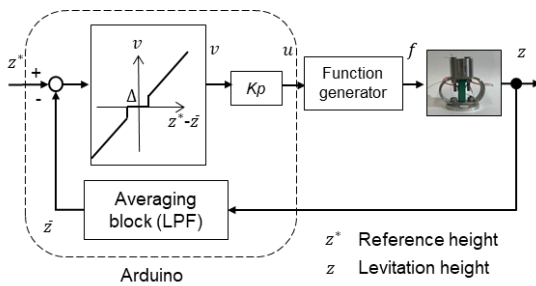 z*
+
-
v
Δ
z*-z̄
v
Kp
u
Function
generator
f
z
z̄
Averaging
block (LPF)
Arduino
z* Reference height
z Levitation height